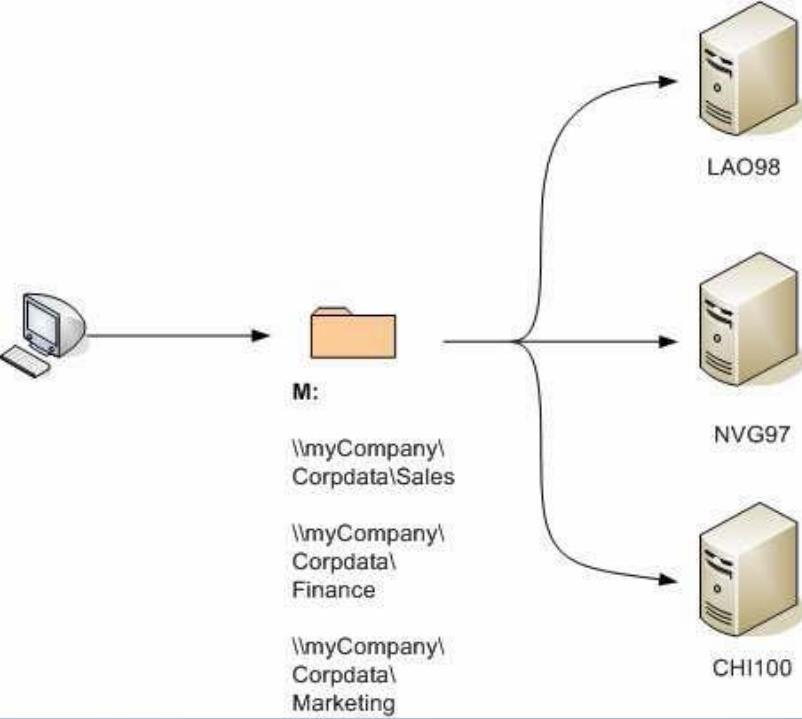 LAO98
NVG97
M:
\\myCompany\
Corpdata\Sales
\\myCompany\
Corpdata\
Finance
\\myCompany\
Corpdata\
Marketing
CHI100